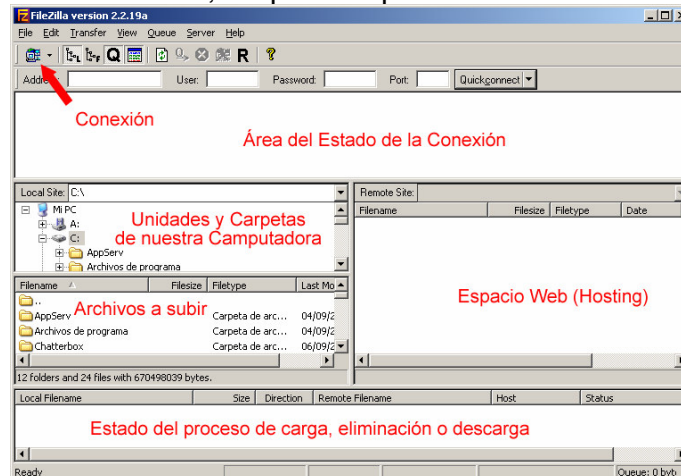 FileZilla version 2.2.19a
File Edit Transfer View Queue Server Help
Q R ?
Address: User: Password: Port: Quickconnect
Conexión
Área del Estado de la Conexión
Local Site: C:\
Remote Site:
Mi PC
A:
C:
AppServ
Archivos de programa
Unidades y Carpetas
de nuestra Camputadora
Filename Filesize Filetype Last Mo
..
AppServ Carpeta de arc... 04/09/2
Archivos de programa Carpeta de arc... 04/09/2
Chatterbox Carpeta de arc... 06/09/2
Archivos a subir
12 folders and 24 files with 670498039 bytes.
Filename Filesize Filetype Date
Espacio Web (Hosting)
Local Filename Size Direction Remote Filename Host Status
Estado del proceso de carga, eliminación o descarga
Ready Queue: 0 byt